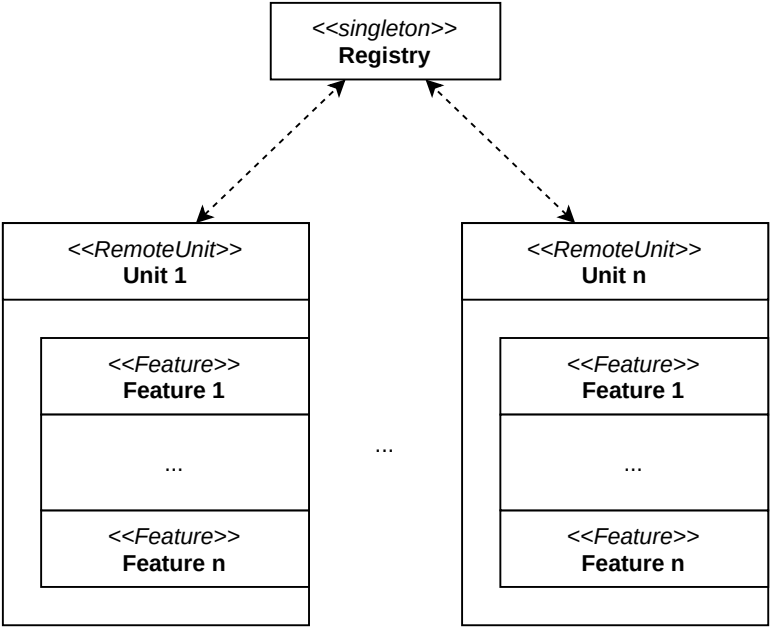 <<singleton>>
Registry
<<RemoteUnit>>
Unit 1
<<Feature>>
Feature 1
...
<<Feature>>
Feature n
...
<<RemoteUnit>>
Unit n
<<Feature>>
Feature 1
...
<<Feature>>
Feature n